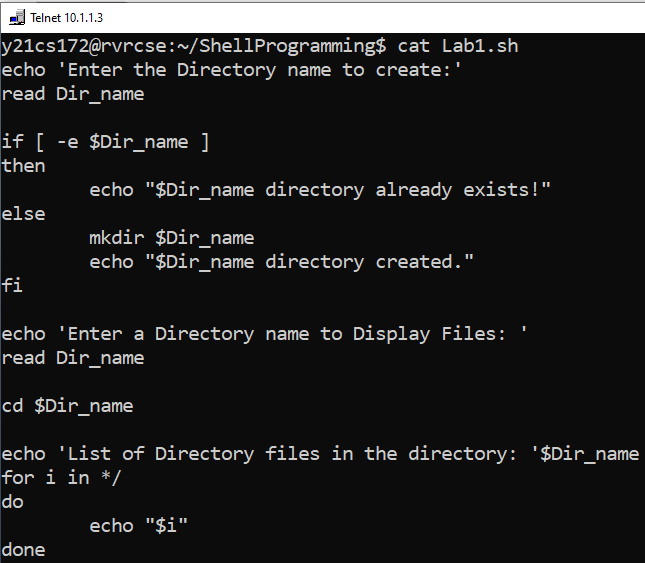 Telnet 10.1.1.3
y21cs172@rvrcse:~/ShellProgramming$ cat Lab1.sh
echo 'Enter the Directory name to create:'
read Dir_name
if [ -e $Dir_name ]
then
echo "$Dir_name directory already exists!"
else
mkdir $Dir_name
echo "$Dir_name directory created."
fi
echo 'Enter a Directory name to Display Files: '
read Dir_name
cd $Dir_name
echo 'List of Directory files in the directory: '$Dir_name
for i in */
do
echo "$i"
done